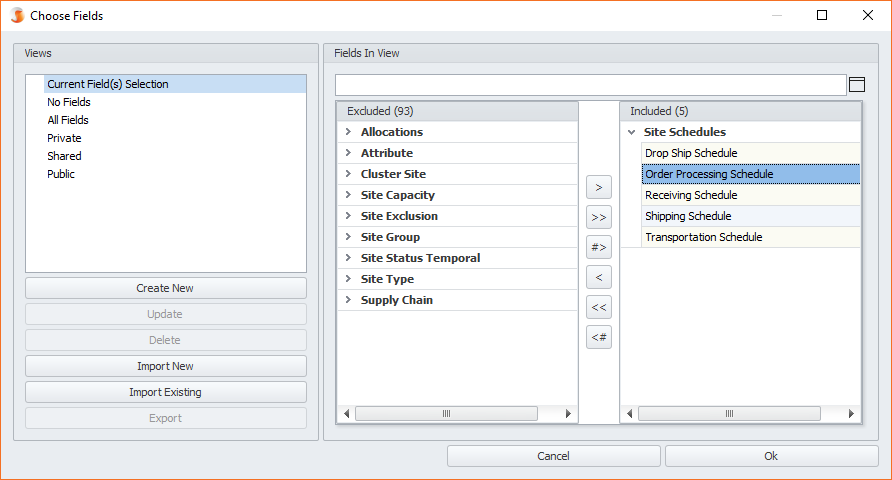 Choose Fields
Views
Current Field(s) Selection
No Fields
All Fields
Private
Shared
Public
Create New
Update
Delete
Import New
Import Existing
Export
Fields In View
Excluded (93)
Allocations
Attribute
Cluster Site
Site Capacity
Site Exclusion
Site Group
Site Status Temporal
Site Type
Supply Chain
>
>>
#>
<
<<
<#
Included (5)
Site Schedules
Drop Ship Schedule
Order Processing Schedule
Receiving Schedule
Shipping Schedule
Transportation Schedule
Cancel
Ok